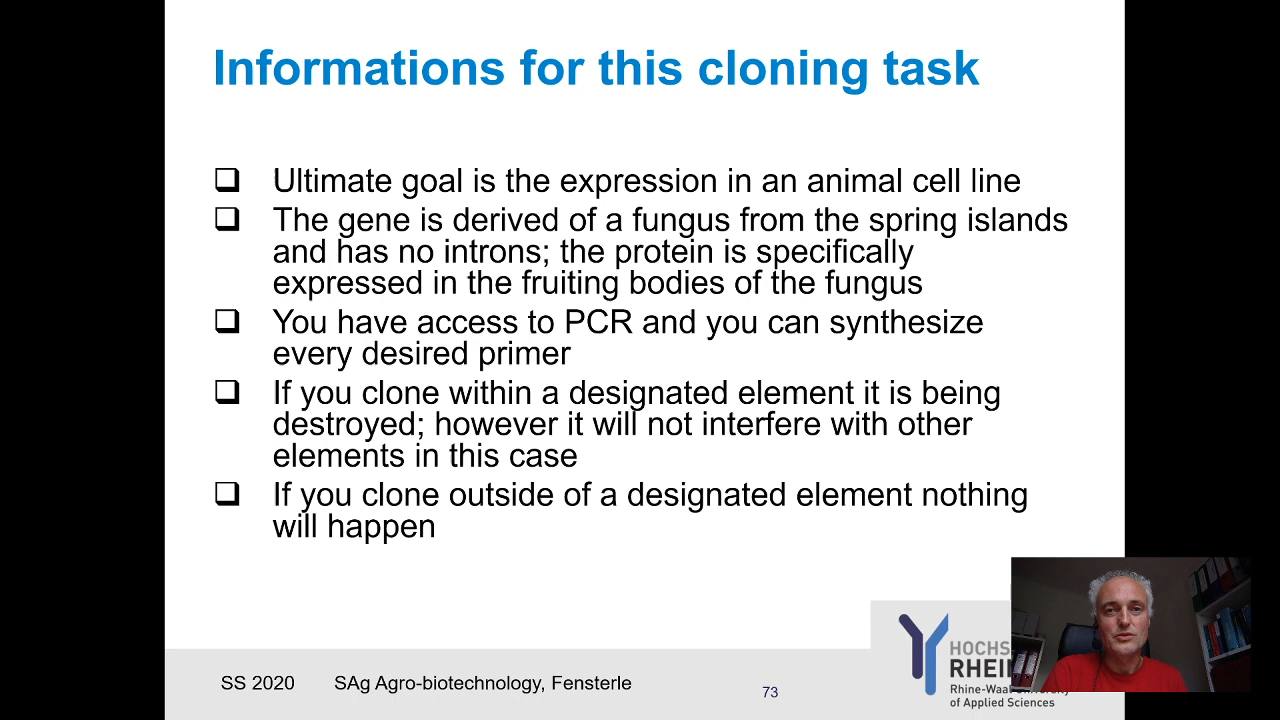 Informations for this cloning task
Ultimate goal is the expression in an animal cell line
The gene is derived of a fungus from the spring islands
and has no introns; the protein is specifically
expressed in the fruiting bodies of the fungus
You have access to PCR and you can synthesize
every desired primer
If you clone within a designated element it is being
destroyed; however it will not interfere with other
elements in this case
If you clone outside of a designated element nothing
will happen
SS 2020 SAg Agro-biotechnology, Fensterle
73
HOCHS
RHEI
Rhine-Waal University
of Applied Sciences